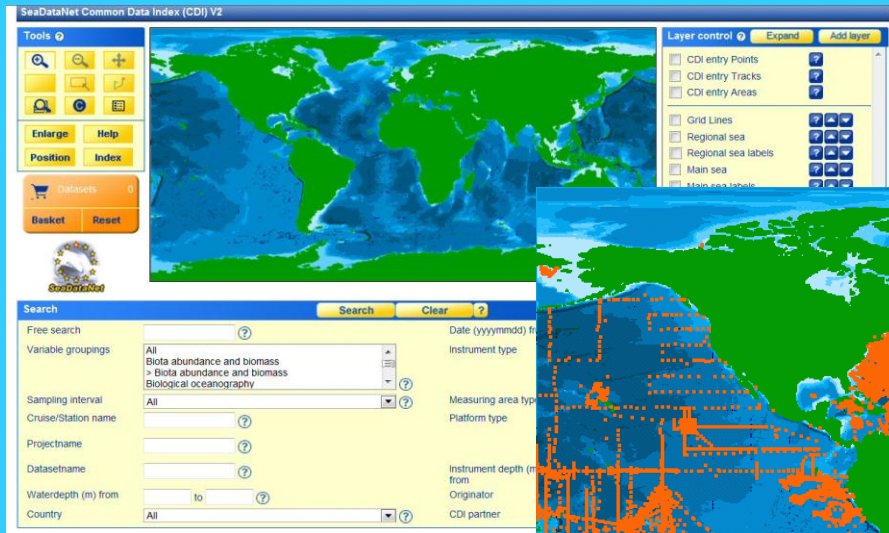 SeaDataNet Common Data Index (CDI) V2
Tools ?
Enlarge Help
Position Index
Datasets 0
Basket Reset
SeaDataNet
Layer control ? Expand Add layer
CDI entry Points ?
CDI entry Tracks ?
CDI entry Areas ?
Grid Lines ?
Regional sea ?
Regional sea labels ?
Main sea ?
Main sea labels
Search Search Clear ?
Free search ?
Variable groupings All
Biota abundance and biomass
> Biota abundance and biomass
Biological oceanography ?
Sampling interval All ?
Cruise/Station name ?
Projectname ?
Datasetname ?
Waterdepth (m) from to ?
Country All ?
Date (yyyymmdd)
Instrument type
Measuring area type
Platform type
Instrument depth
from
Originator
CDI partner